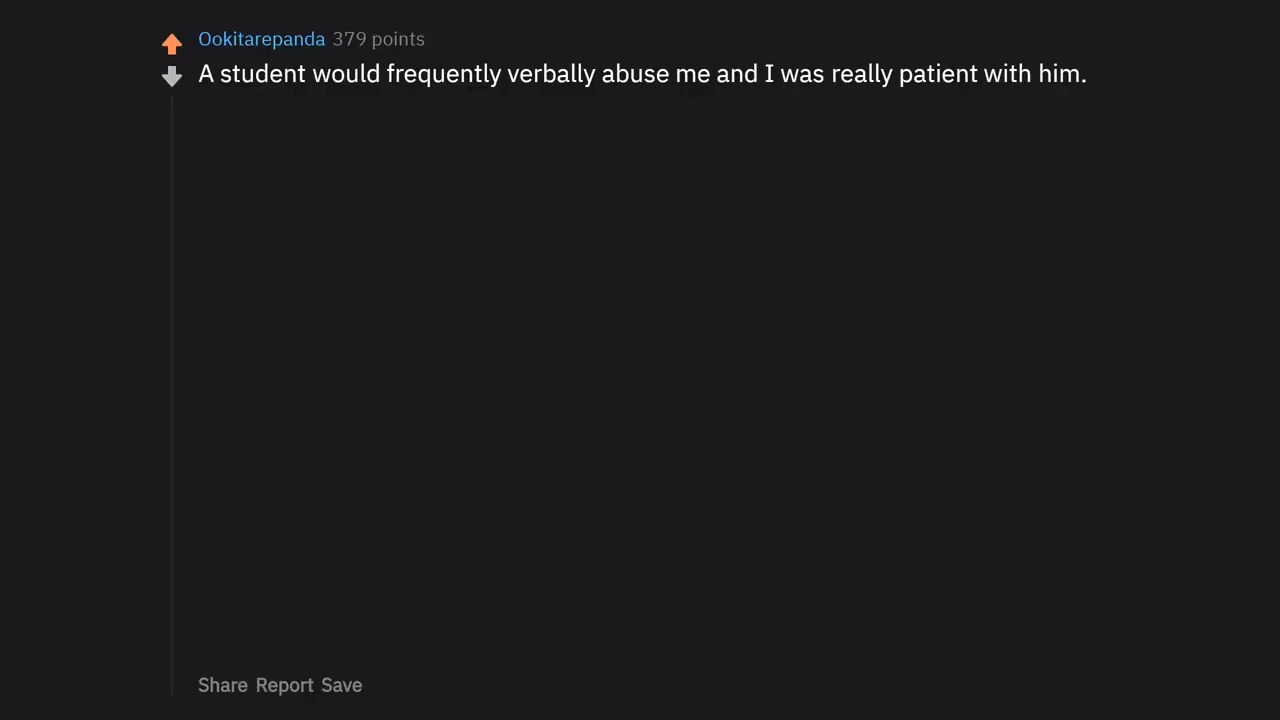 Ookitarepanda 379 points
A student would frequently verbally abuse me and I was really patient with him.
Share Report Save